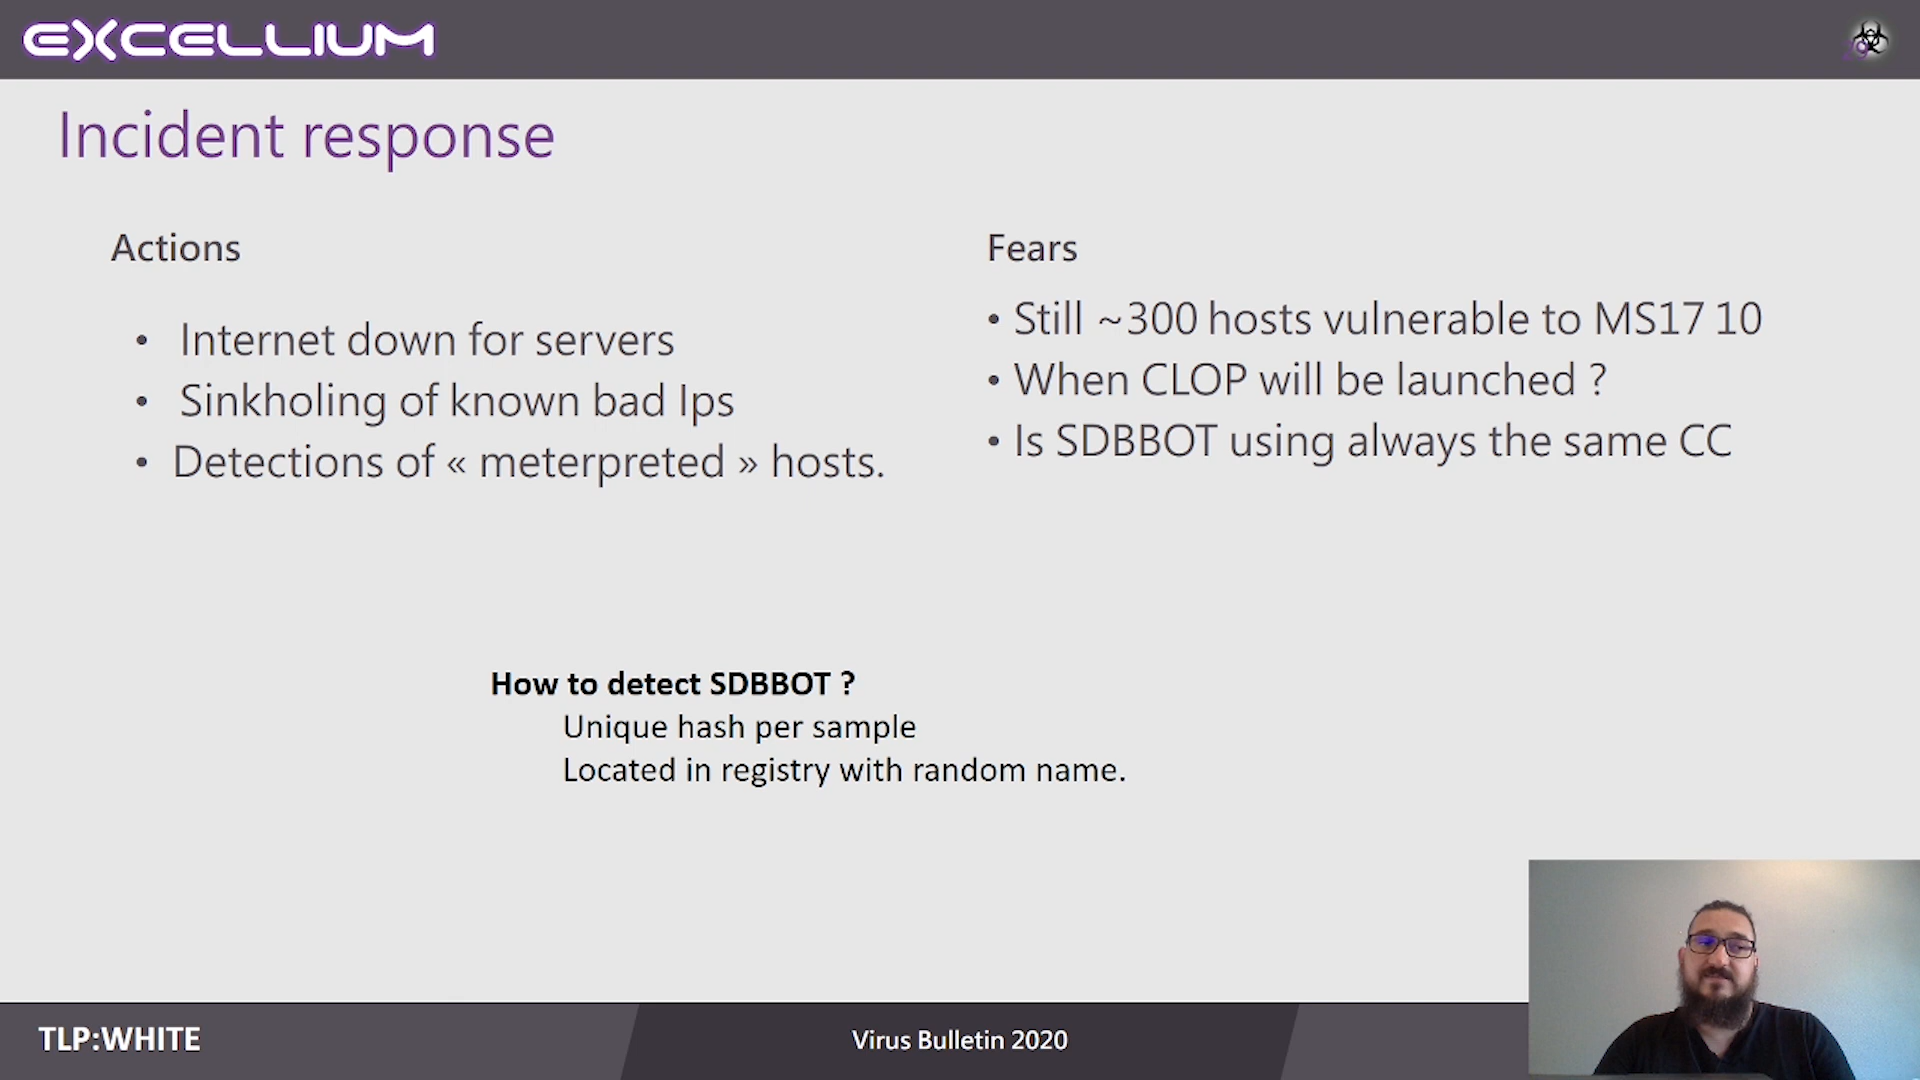 EXCELLIUM
Incident response
Actions
• Internet down for servers
• Sinkholing of known bad Ips
• Detections of « meterpreted » hosts.
Fears
• Still ~300 hosts vulnerable to MS17 10
• When CLOP will be launched ?
• Is SDBBOT using always the same CC
How to detect SDBBOT ?
Unique hash per sample
Located in registry with random name.
TLP:WHITE
Virus Bulletin 2020